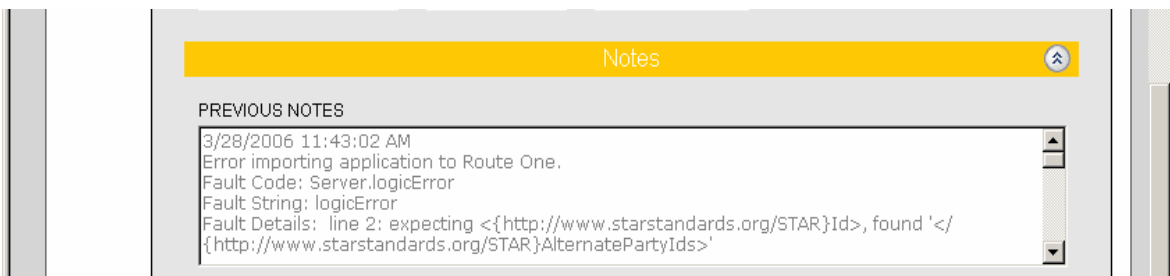 Notes
PREVIOUS NOTES
3/28/2006 11:43:02 AM
Error importing application to Route One.
Fault Code: Server.logicError
Fault String: logicError
Fault Details:  line 2: expecting <{http://www.starstandards.org/STAR}Id>, found '</
{http://www.starstandards.org/STAR}AlternatePartyIds>'